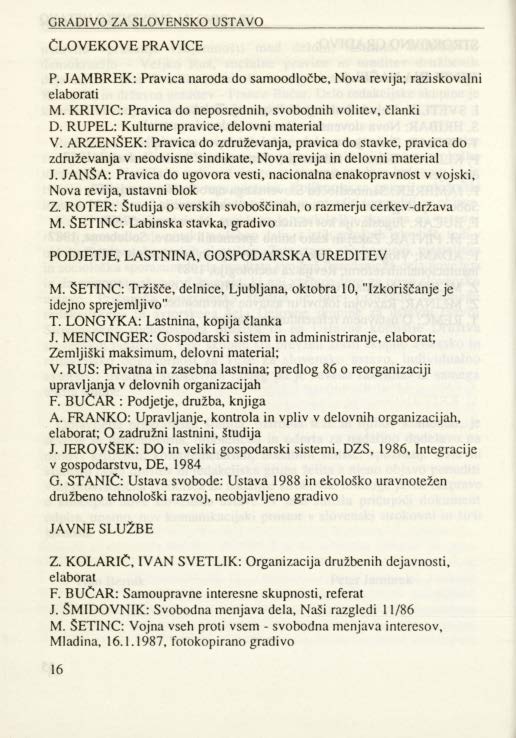 GRADIVO ZA SLOVENSKO USTAVO
ČLOVEKOVE PRAVICE
P. JAMBREK: Pravica naroda do samoodločbe, Nova revija; raziskovalni
elaborati
M. KRIVIC: Pravica do neposrednih, svobodnih volitev, članki
D. RUPEL: Kulturne pravice, delovni material
V. ARZENŠEK: Pravica do združevanja, pravica do stavke, pravica do
združevanja v neodvisne sindikate, Nova revija in delovni material
J. JANŠA: Pravica do ugovora vesti, nacionalna enakopravnost v vojski,
Nova revija, ustavni blok
Z. ROTER: Študija o verskih svoboščinah, o razmerju cerkev-država
M. ŠETINC: Labinska stavka, gradivo
PODJETJE, LASTNINA, GOSPODARSKA UREDITEV
M. ŠETINC: Tržišče, delnice, Ljubljana, oktobra 10, "Izkoriščanje je
idejno sprejemljivo"
T. LONGYKA: Lastnina, kopija članka
J. MENCINGER: Gospodarski sistem in administriranje, elaborat;
Zemljiški maksimum, delovni material;
V. RUS: Privatna in zasebna lastnina; predlog 86 o reorganizaciji
upravljanja v delovnih organizacijah
F. BUČAR : Podjetje, družba, knjiga
A. FRANKO: Upravljanje, kontrola in vpliv v delovnih organizacijah,
elaborat; O zadružni lastnini, študija
J. JEROVŠEK: DO in veliki gospodarski sistemi, DZS, 1986, Integracije
v gospodarstvu, DE, 1984
G. STANIČ: Ustava svobode: Ustava 1988 in ekološko uravnotežen
družbeno tehnološki razvoj, neobjavljeno gradivo
JAVNE SLUŽBE
Z. KOLARIČ, IVAN SVETLIK: Organizacija družbenih dejavnosti,
elaborat
F. BUČAR: Samoupravne interesne skupnosti, referat
J. ŠMIDOVNIK: Svobodna menjava dela, Naši razgledi 11/86
M. ŠETINC: Vojna vseh proti vsem - svobodna menjava interesov,
Mladina, 16.1.1987, fotokopirano gradivo
16